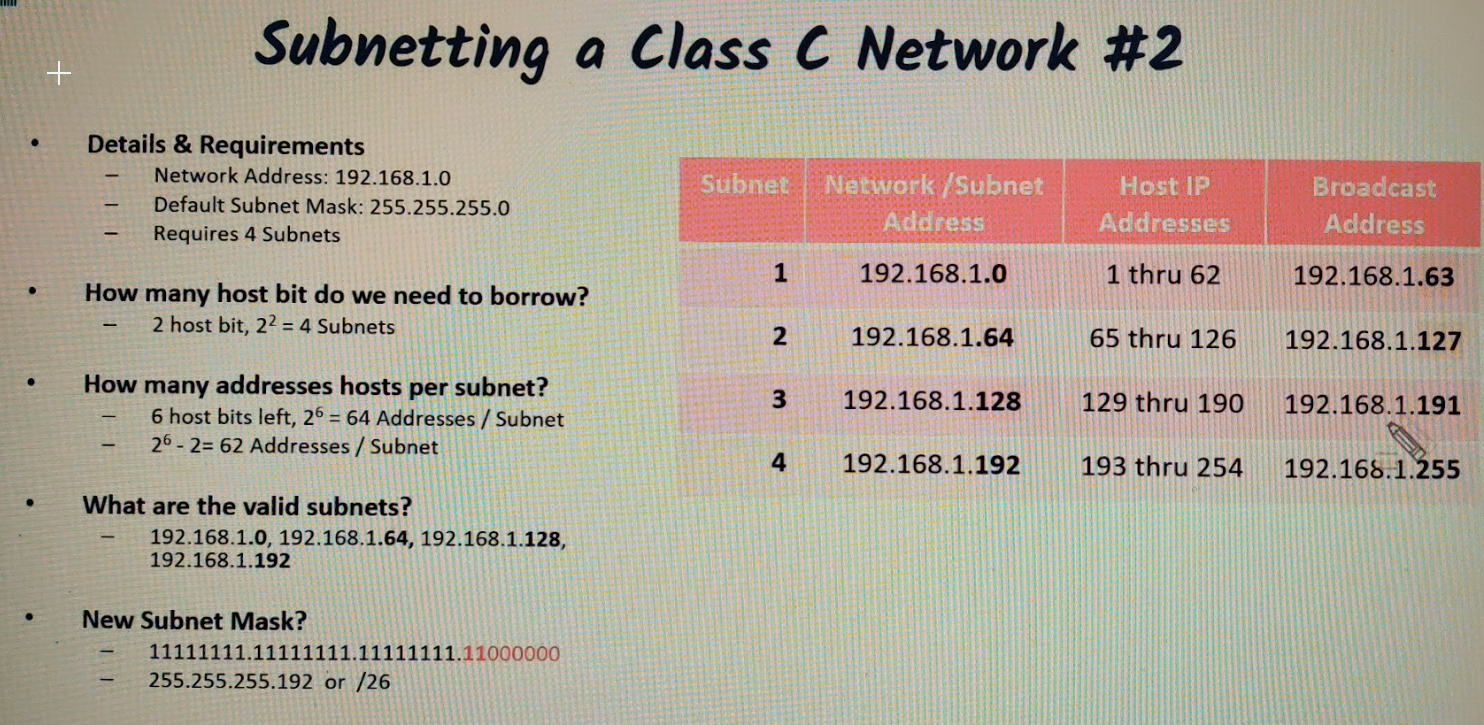 Subnetting a Class C Network #2
• Details & Requirements
– Network Address: 192.168.1.0
– Default Subnet Mask: 255.255.255.0
– Requires 4 Subnets
• How many host bit do we need to borrow?
– 2 host bit, 2² = 4 Subnets
• How many addresses hosts per subnet?
– 6 host bits left, 2⁶ = 64 Addresses / Subnet
– 2⁶ - 2= 62 Addresses / Subnet
• What are the valid subnets?
– 192.168.1.0, 192.168.1.64, 192.168.1.128,
192.168.1.192
• New Subnet Mask?
– 11111111.11111111.11111111.11000000
– 255.255.255.192 or /26
Subnet Network /Subnet Address Host IP Addresses Broadcast Address
1 192.168.1.0 1 thru 62 192.168.1.63
2 192.168.1.64 65 thru 126 192.168.1.127
3 192.168.1.128 129 thru 190 192.168.1.191
4 192.168.1.192 193 thru 254 192.168.1.255